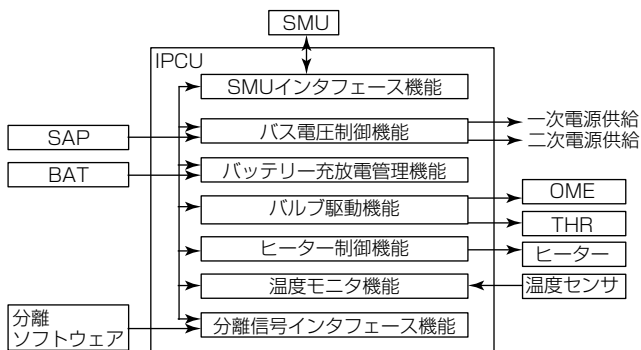 SMU
IPCU
SMUインタフェース機能
SAP
バス電圧制御機能
一次電源供給
二次電源供給
BAT
バッテリー充放電管理機能
バルブ駆動機能
OME
THR
ヒーター制御機能
ヒーター
温度モニタ機能
温度センサ
分離
ソフトウェア
分離信号インタフェース機能